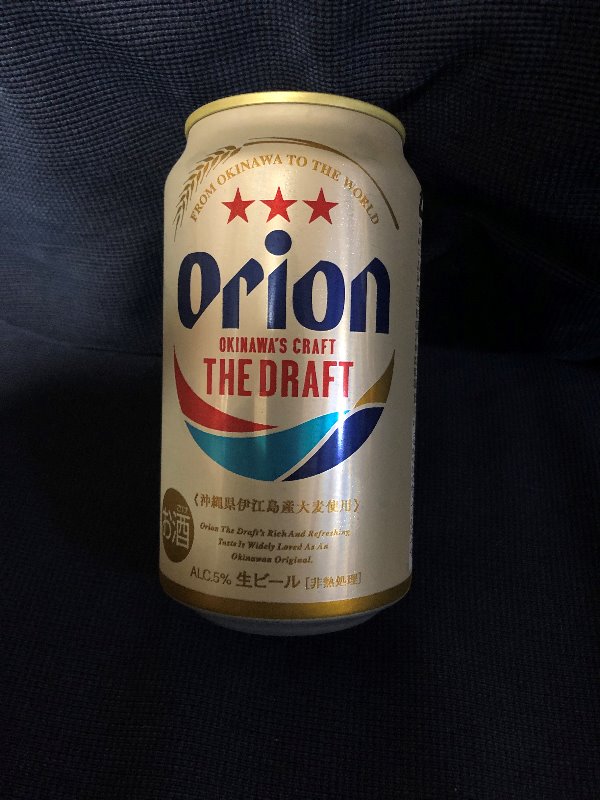 FROM OKINAWA TO THE WORLD
Orion
OKINAWA'S CRAFT
THE DRAFT
〈沖縄県伊江島産大麦使用〉
お酒
Orion The Draft's Rich And Refreshing
Taste Is Widely Loved As An
Okinawan Original.
ALC.5% 生ビール [非熱処理]